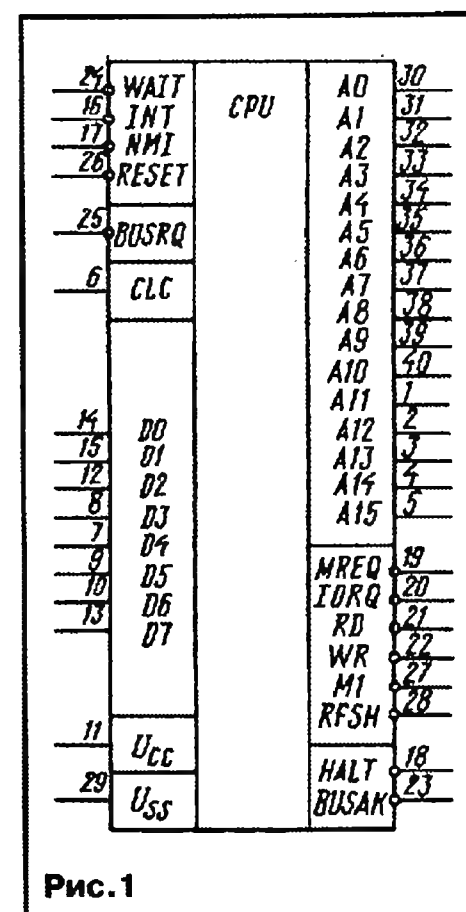 24 WAIT CPU A0 30
16 INT A1 31
17 NMI A2 32
26 RESET A3 33
A4 34
25 BUSRQ A5 35
A6 36
6 CLC A7 37
A8 38
A9 39
A10 40
A11 1
14 D0 A12 2
15 D1 A13 3
12 D2 A14 4
8 D3 A15 5
7 D4
9 D5 MREQ 19
10 D6 IORQ 20
13 D7 RD 21
WR 22
M1 27
RFSH 28
11 UCC
HALT 18
29 USS BUSAK 23
Рис.1